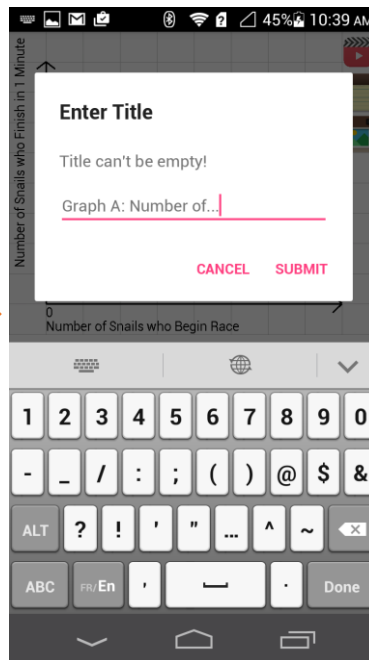 45% 10:39 AM
Number of Snails who Finish in 1 Minute
Enter Title
Title can't be empty!
Graph A: Number of...
CANCEL SUBMIT
0
Number of Snails who Begin Race
1 2 3 4 5 6 7 8 9 0
- _ / : ; ( ) @ $ &
ALT ? ! ' " ... ^ ~
ABC FR/En , . Done